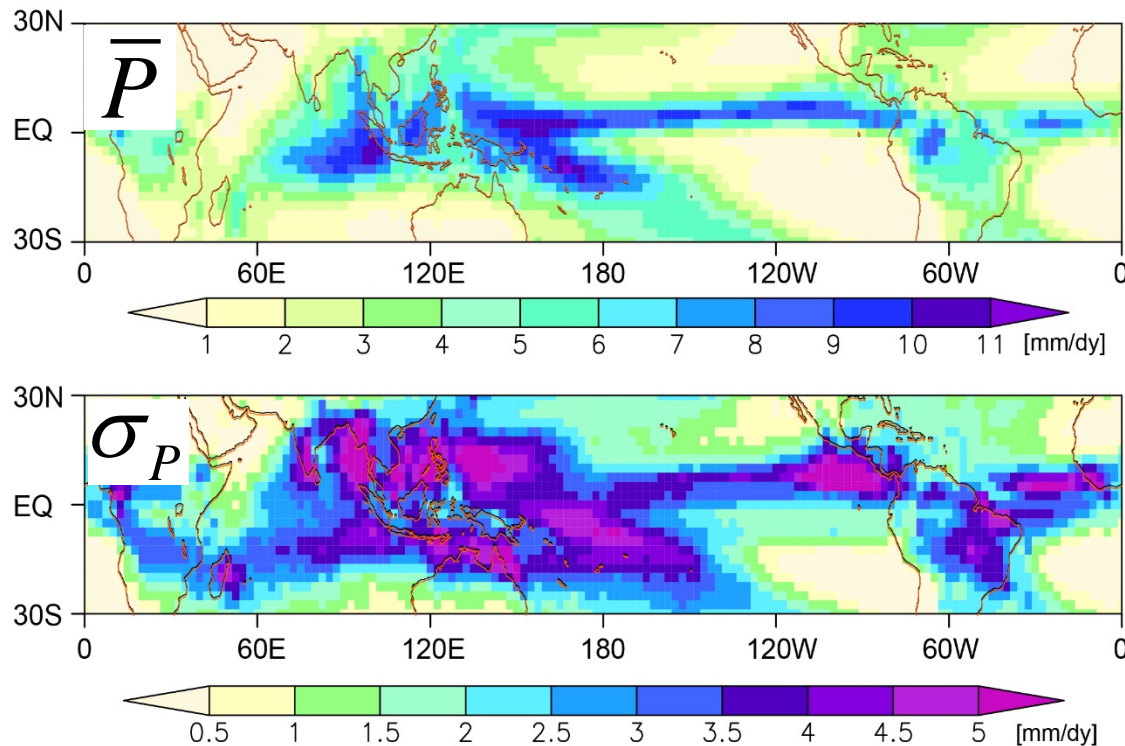 30N
P̅
EQ
30S
0 60E 120E 180 120W 60W 0
1 2 3 4 5 6 7 8 9 10 11 [mm/dy]
30N
σ_P
EQ
30S
0 60E 120E 180 120W 60W 0
0.5 1 1.5 2 2.5 3 3.5 4 4.5 5 [mm/dy]